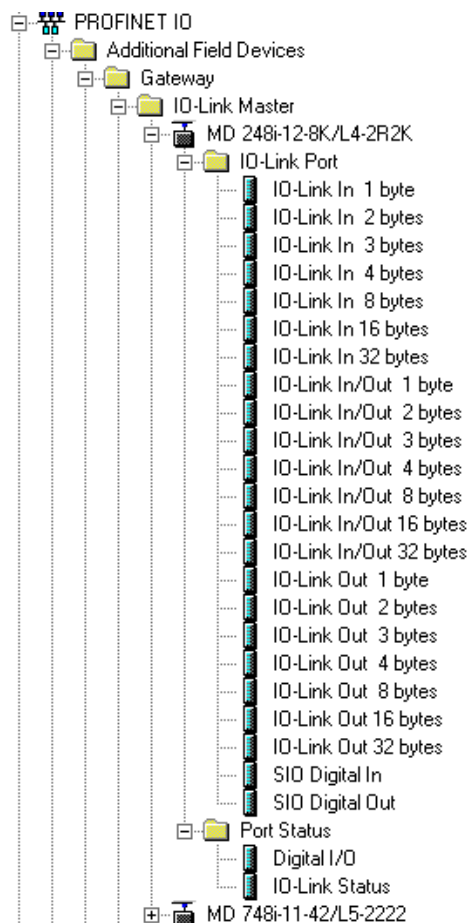 PROFINET IO
Additional Field Devices
Gateway
IO-Link Master
MD 248i-12-8K/L4-2R2K
IO-Link Port
IO-Link In 1 byte
IO-Link In 2 bytes
IO-Link In 3 bytes
IO-Link In 4 bytes
IO-Link In 8 bytes
IO-Link In 16 bytes
IO-Link In 32 bytes
IO-Link In/Out 1 byte
IO-Link In/Out 2 bytes
IO-Link In/Out 3 bytes
IO-Link In/Out 4 bytes
IO-Link In/Out 8 bytes
IO-Link In/Out 16 bytes
IO-Link In/Out 32 bytes
IO-Link Out 1 byte
IO-Link Out 2 bytes
IO-Link Out 3 bytes
IO-Link Out 4 bytes
IO-Link Out 8 bytes
IO-Link Out 16 bytes
IO-Link Out 32 bytes
SIO Digital In
SIO Digital Out
Port Status
Digital I/O
IO-Link Status
MD 748i-11-42/L5-2222